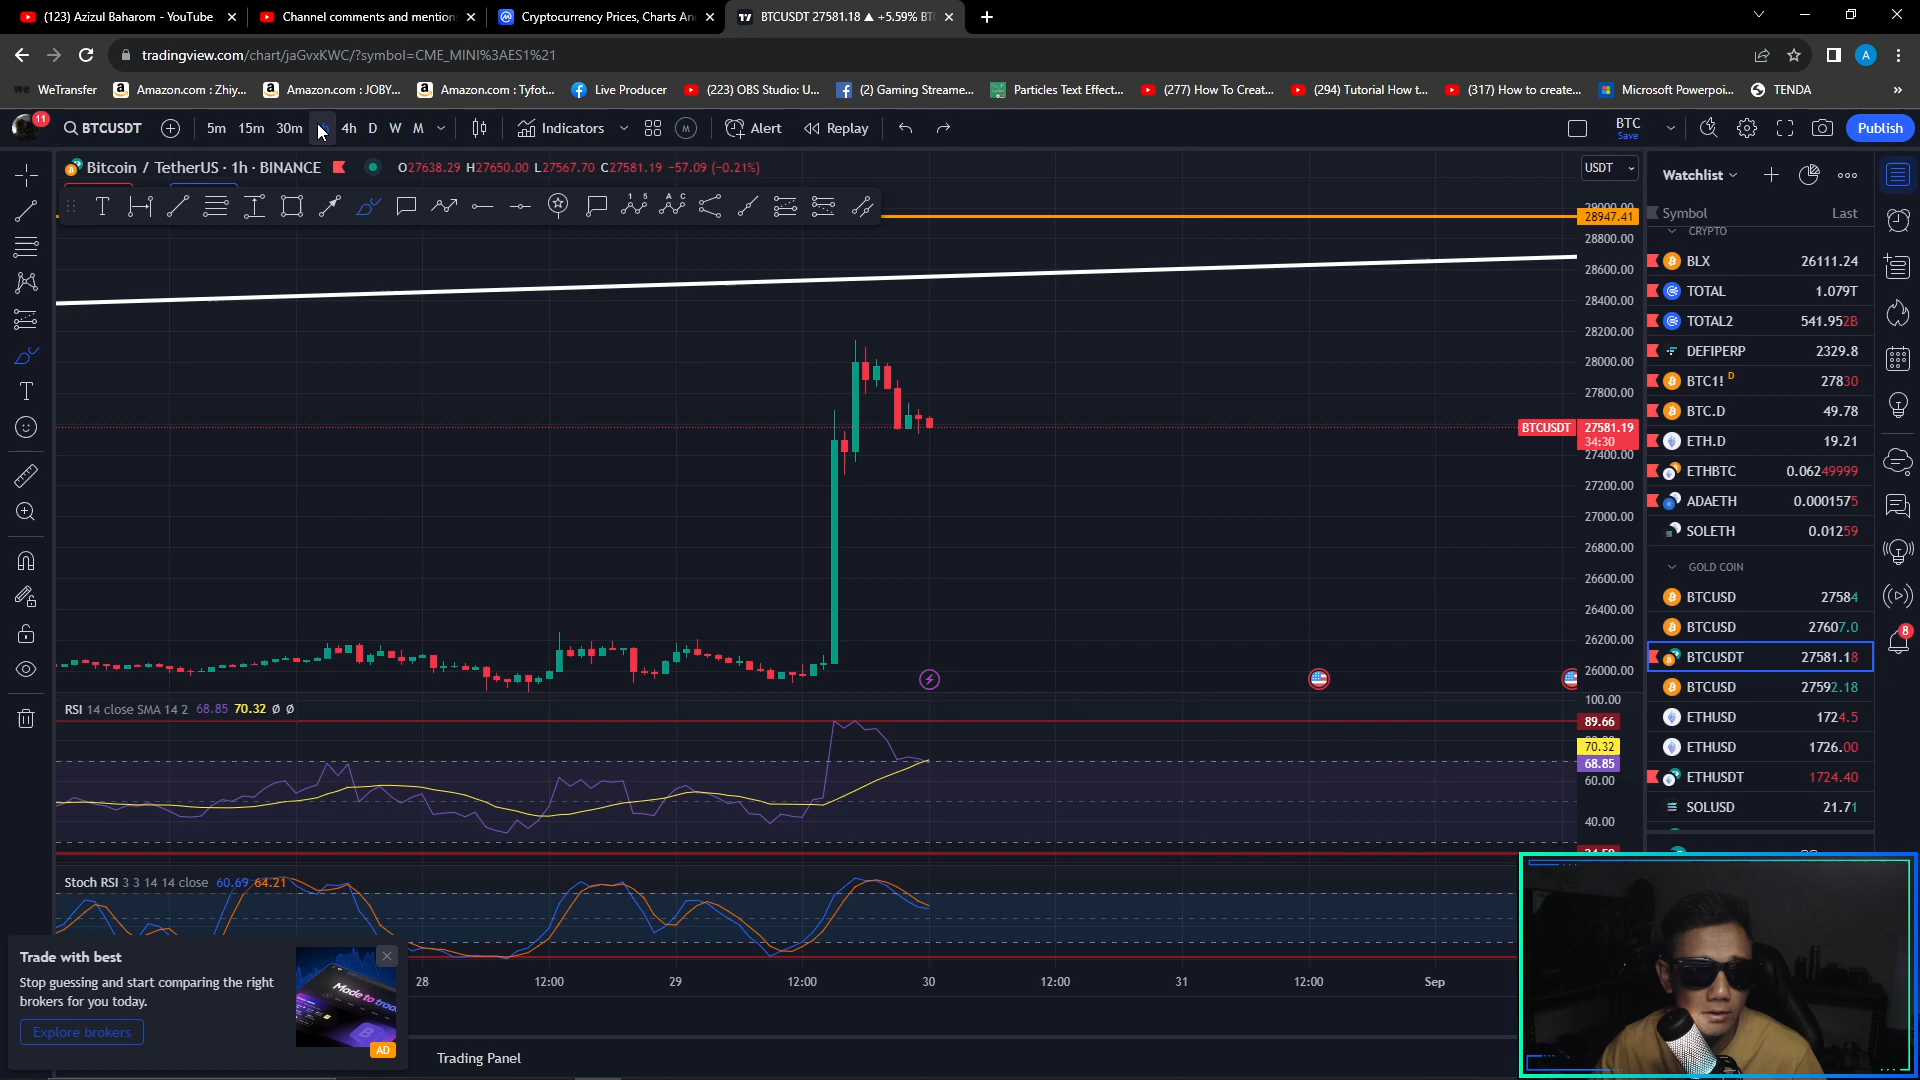 (123) Azizul Baharom - YouTube
Channel comments and mention
Cryptocurrency Prices, Charts An
BTCUSDT 27581.18 ▲ +5.59% BT
tradingview.com/chart/jaGvxKWC/?symbol=CME_MINI%3AES1%21
A
WeTransfer
Amazon.com : Zhiy...
Amazon.com : JOBY...
Amazon.com : Tyfot...
Live Producer
(223) OBS Studio: U...
(2) Gaming Streame...
Particles Text Effect...
(277) How To Creat...
(294) Tutorial How t...
(317) How to create...
Microsoft Powerpoi...
TENDA
»
11
BTCUSDT
5m 15m 30m 4h D W M
Indicators
M
Alert
Replay
BTC
Save
Publish
Bitcoin / TetherUS · 1h · BINANCE
O27638.29 H27650.00 L27567.70 C27581.19 −57.09 (−0.21%)
USDT
29000.00
28947.41
28800.00
28600.00
28400.00
28200.00
28000.00
27800.00
BTCUSDT 27581.19
34:30
27400.00
27200.00
27000.00
26800.00
26600.00
26400.00
26200.00
26000.00
RSI 14 close SMA 14 2 68.85 70.32 Ø Ø
100.00
89.66
70.32
68.85
60.00
40.00
Stoch RSI 3 3 14 14 close 60.69 64.21
28 12:00 29 12:00 30 12:00 31 12:00 Sep
Trade with best
Stop guessing and start comparing the right
brokers for you today.
Explore brokers
Made to trad
AD
Trading Panel
Watchlist
Symbol Last
CRYPTO
BLX 26111.24
TOTAL 1.079T
TOTAL2 541.952B
DEFIPERP 2329.8
BTC1! D 27830
BTC.D 49.78
ETH.D 19.21
ETHBTC 0.06249999
ADAETH 0.0001575
SOLETH 0.01259
GOLD COIN
BTCUSD 27584
BTCUSD 27607.0
BTCUSDT 27581.18
BTCUSD 27592.18
ETHUSD 1724.5
ETHUSD 1726.00
ETHUSDT 1724.40
SOLUSD 21.71
8